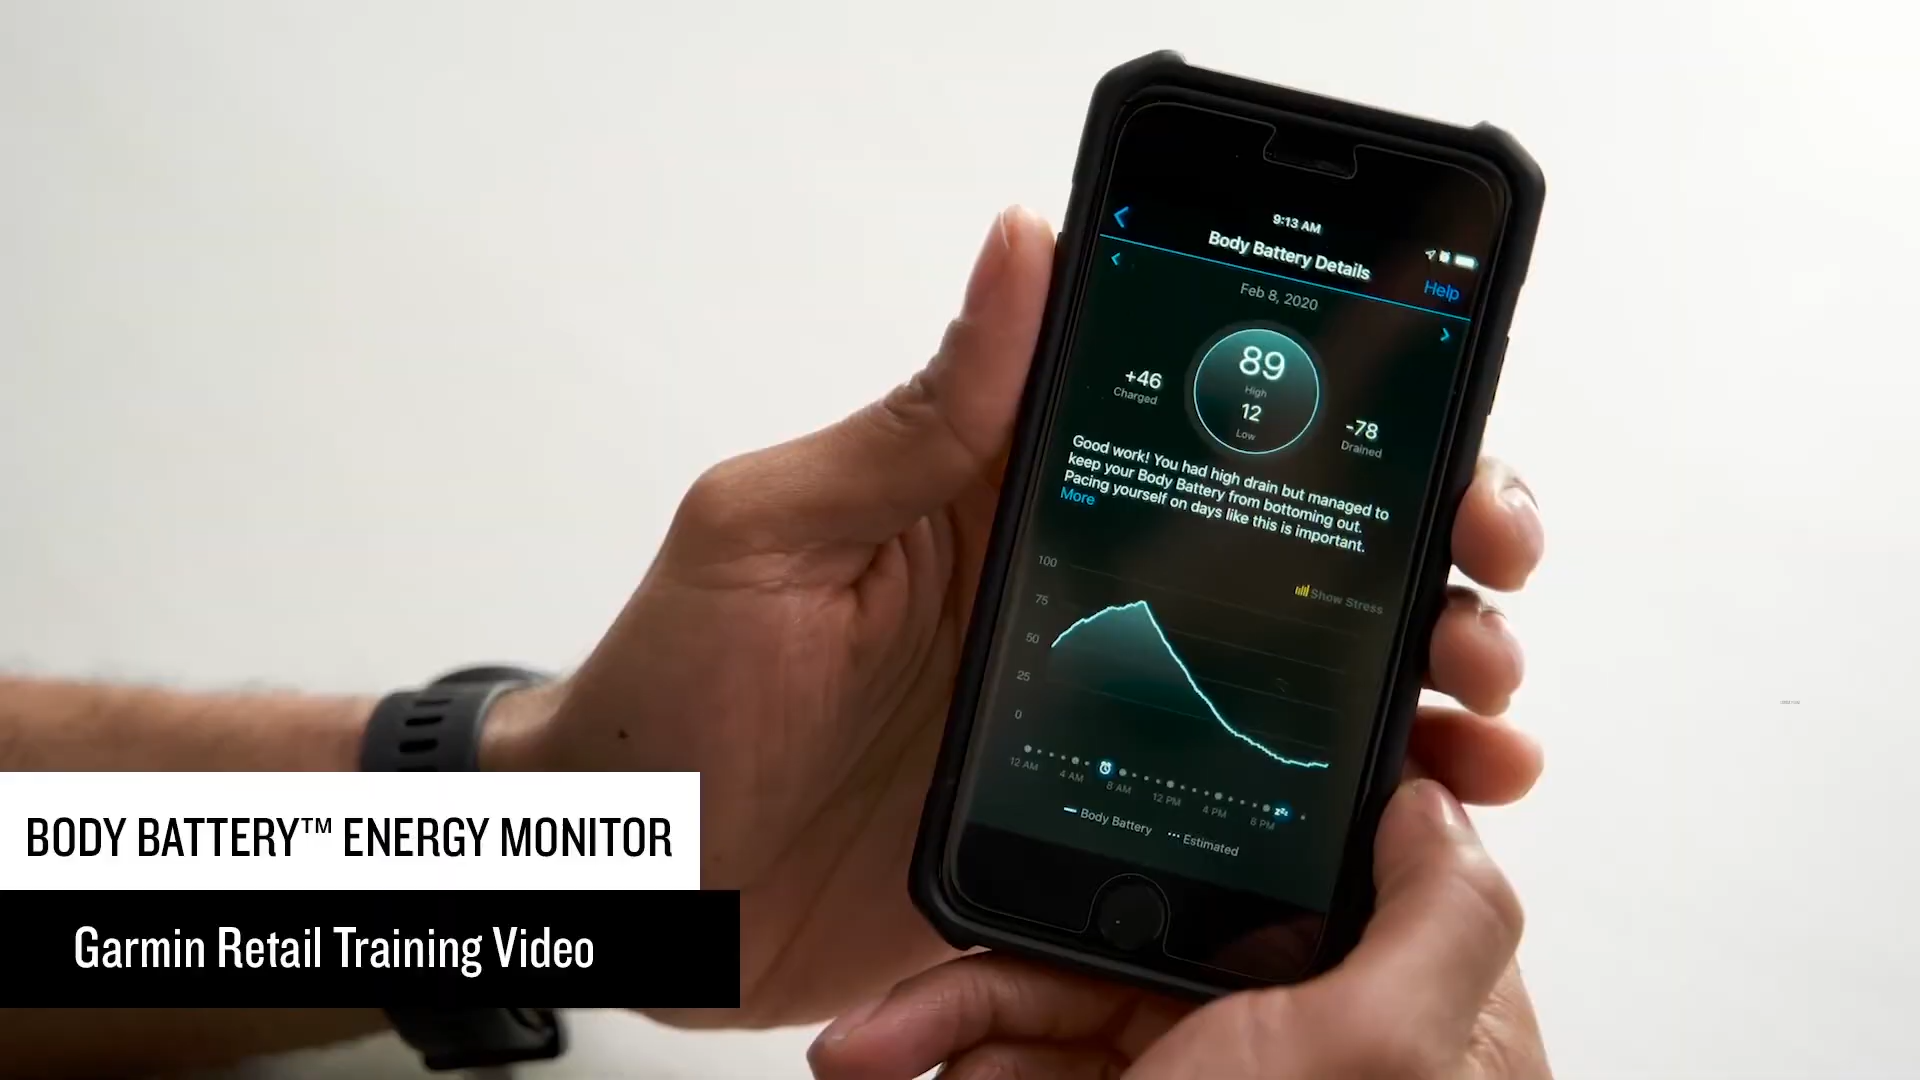 9:13 AM
Body Battery Details
Help
Feb 8, 2020
89
High
12
Low
+46
Charged
-78
Drained
Good work! You had high drain but managed to
keep your Body Battery from bottoming out.
Pacing yourself on days like this is important.
More
Show Stress
100
75
50
25
0
12 AM
4 AM
8 AM
12 PM
4 PM
8 PM
zzz
Body Battery
Estimated
BODY BATTERY™ ENERGY MONITOR
Garmin Retail Training Video